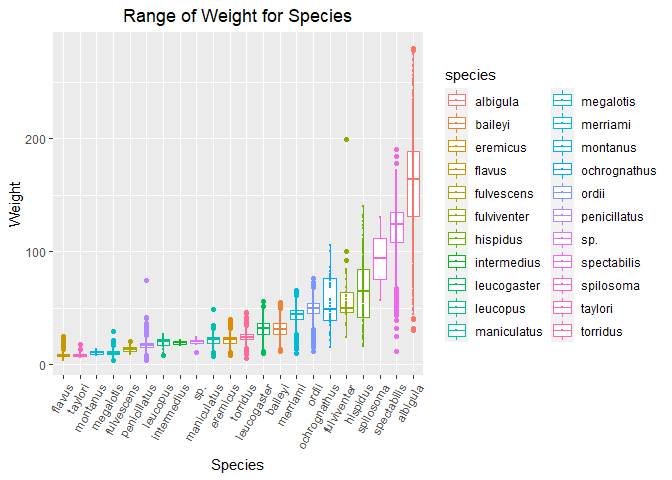 Range of Weight for Species
Weight
200
100
0
flavus
taylori
montanus
megalotis
fulvescens
penicillatus
leucopus
intermedius
sp.
maniculatus
eremicus
torridus
leucogaster
baileyi
merriami
ordii
ochrognathus
fulviventer
hispidus
spilosoma
spectabilis
albigula
Species
species
albigula
baileyi
eremicus
flavus
fulvescens
fulviventer
hispidus
intermedius
leucogaster
leucopus
maniculatus
megalotis
merriami
montanus
ochrognathus
ordii
penicillatus
sp.
spectabilis
spilosoma
taylori
torridus